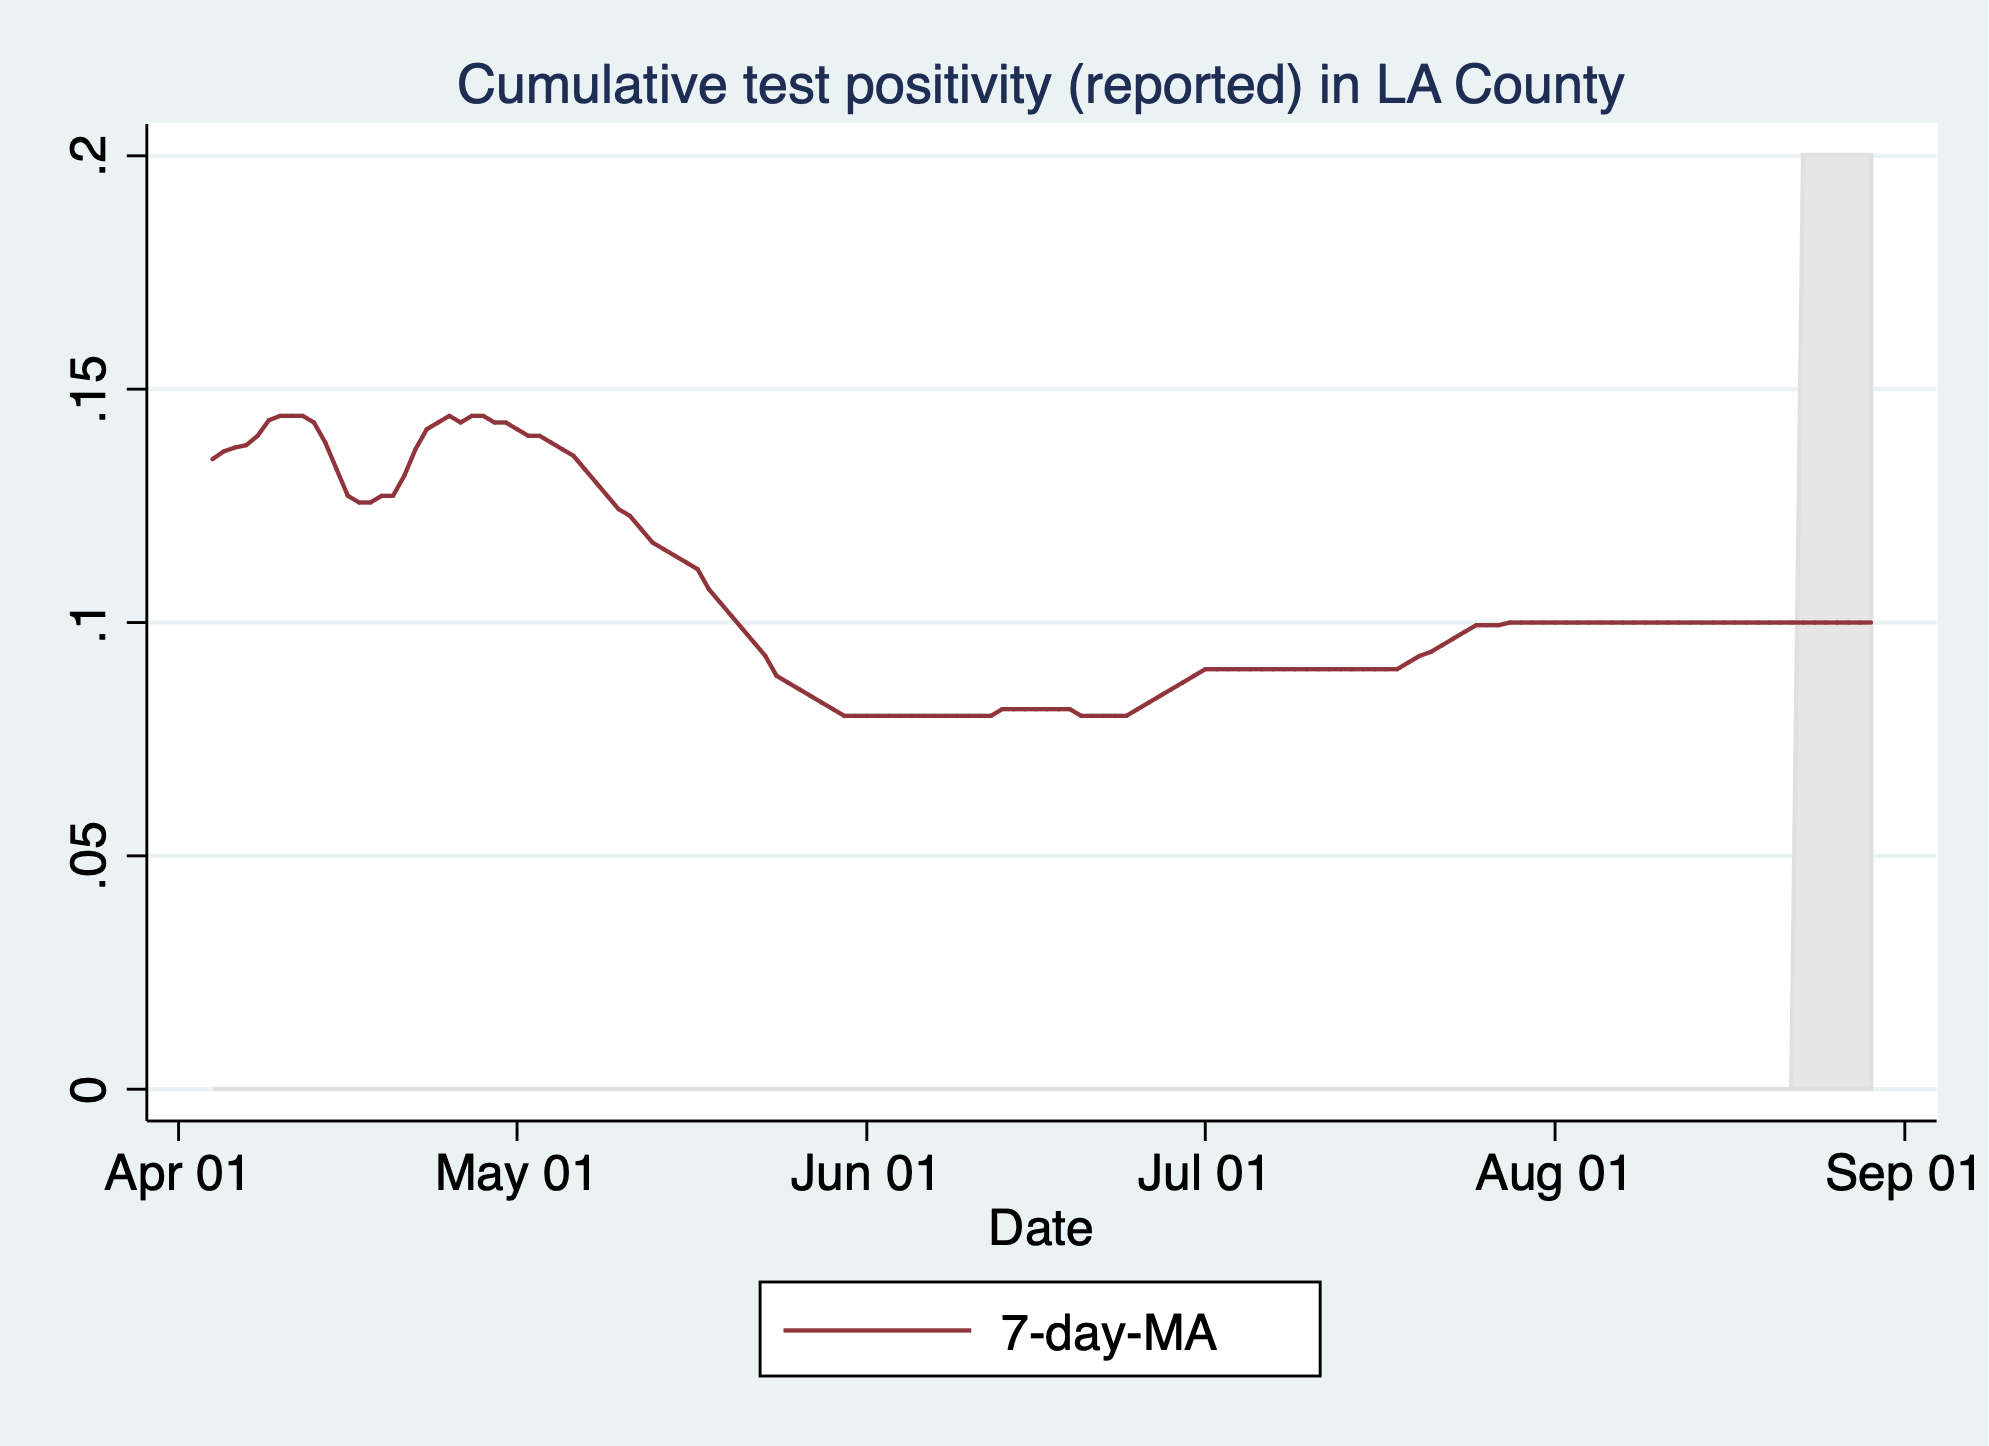 Cumulative test positivity (reported) in LA County
.2
.15
.1
.05
0
Apr 01
May 01
Jun 01
Jul 01
Aug 01
Sep 01
Date
7-day-MA